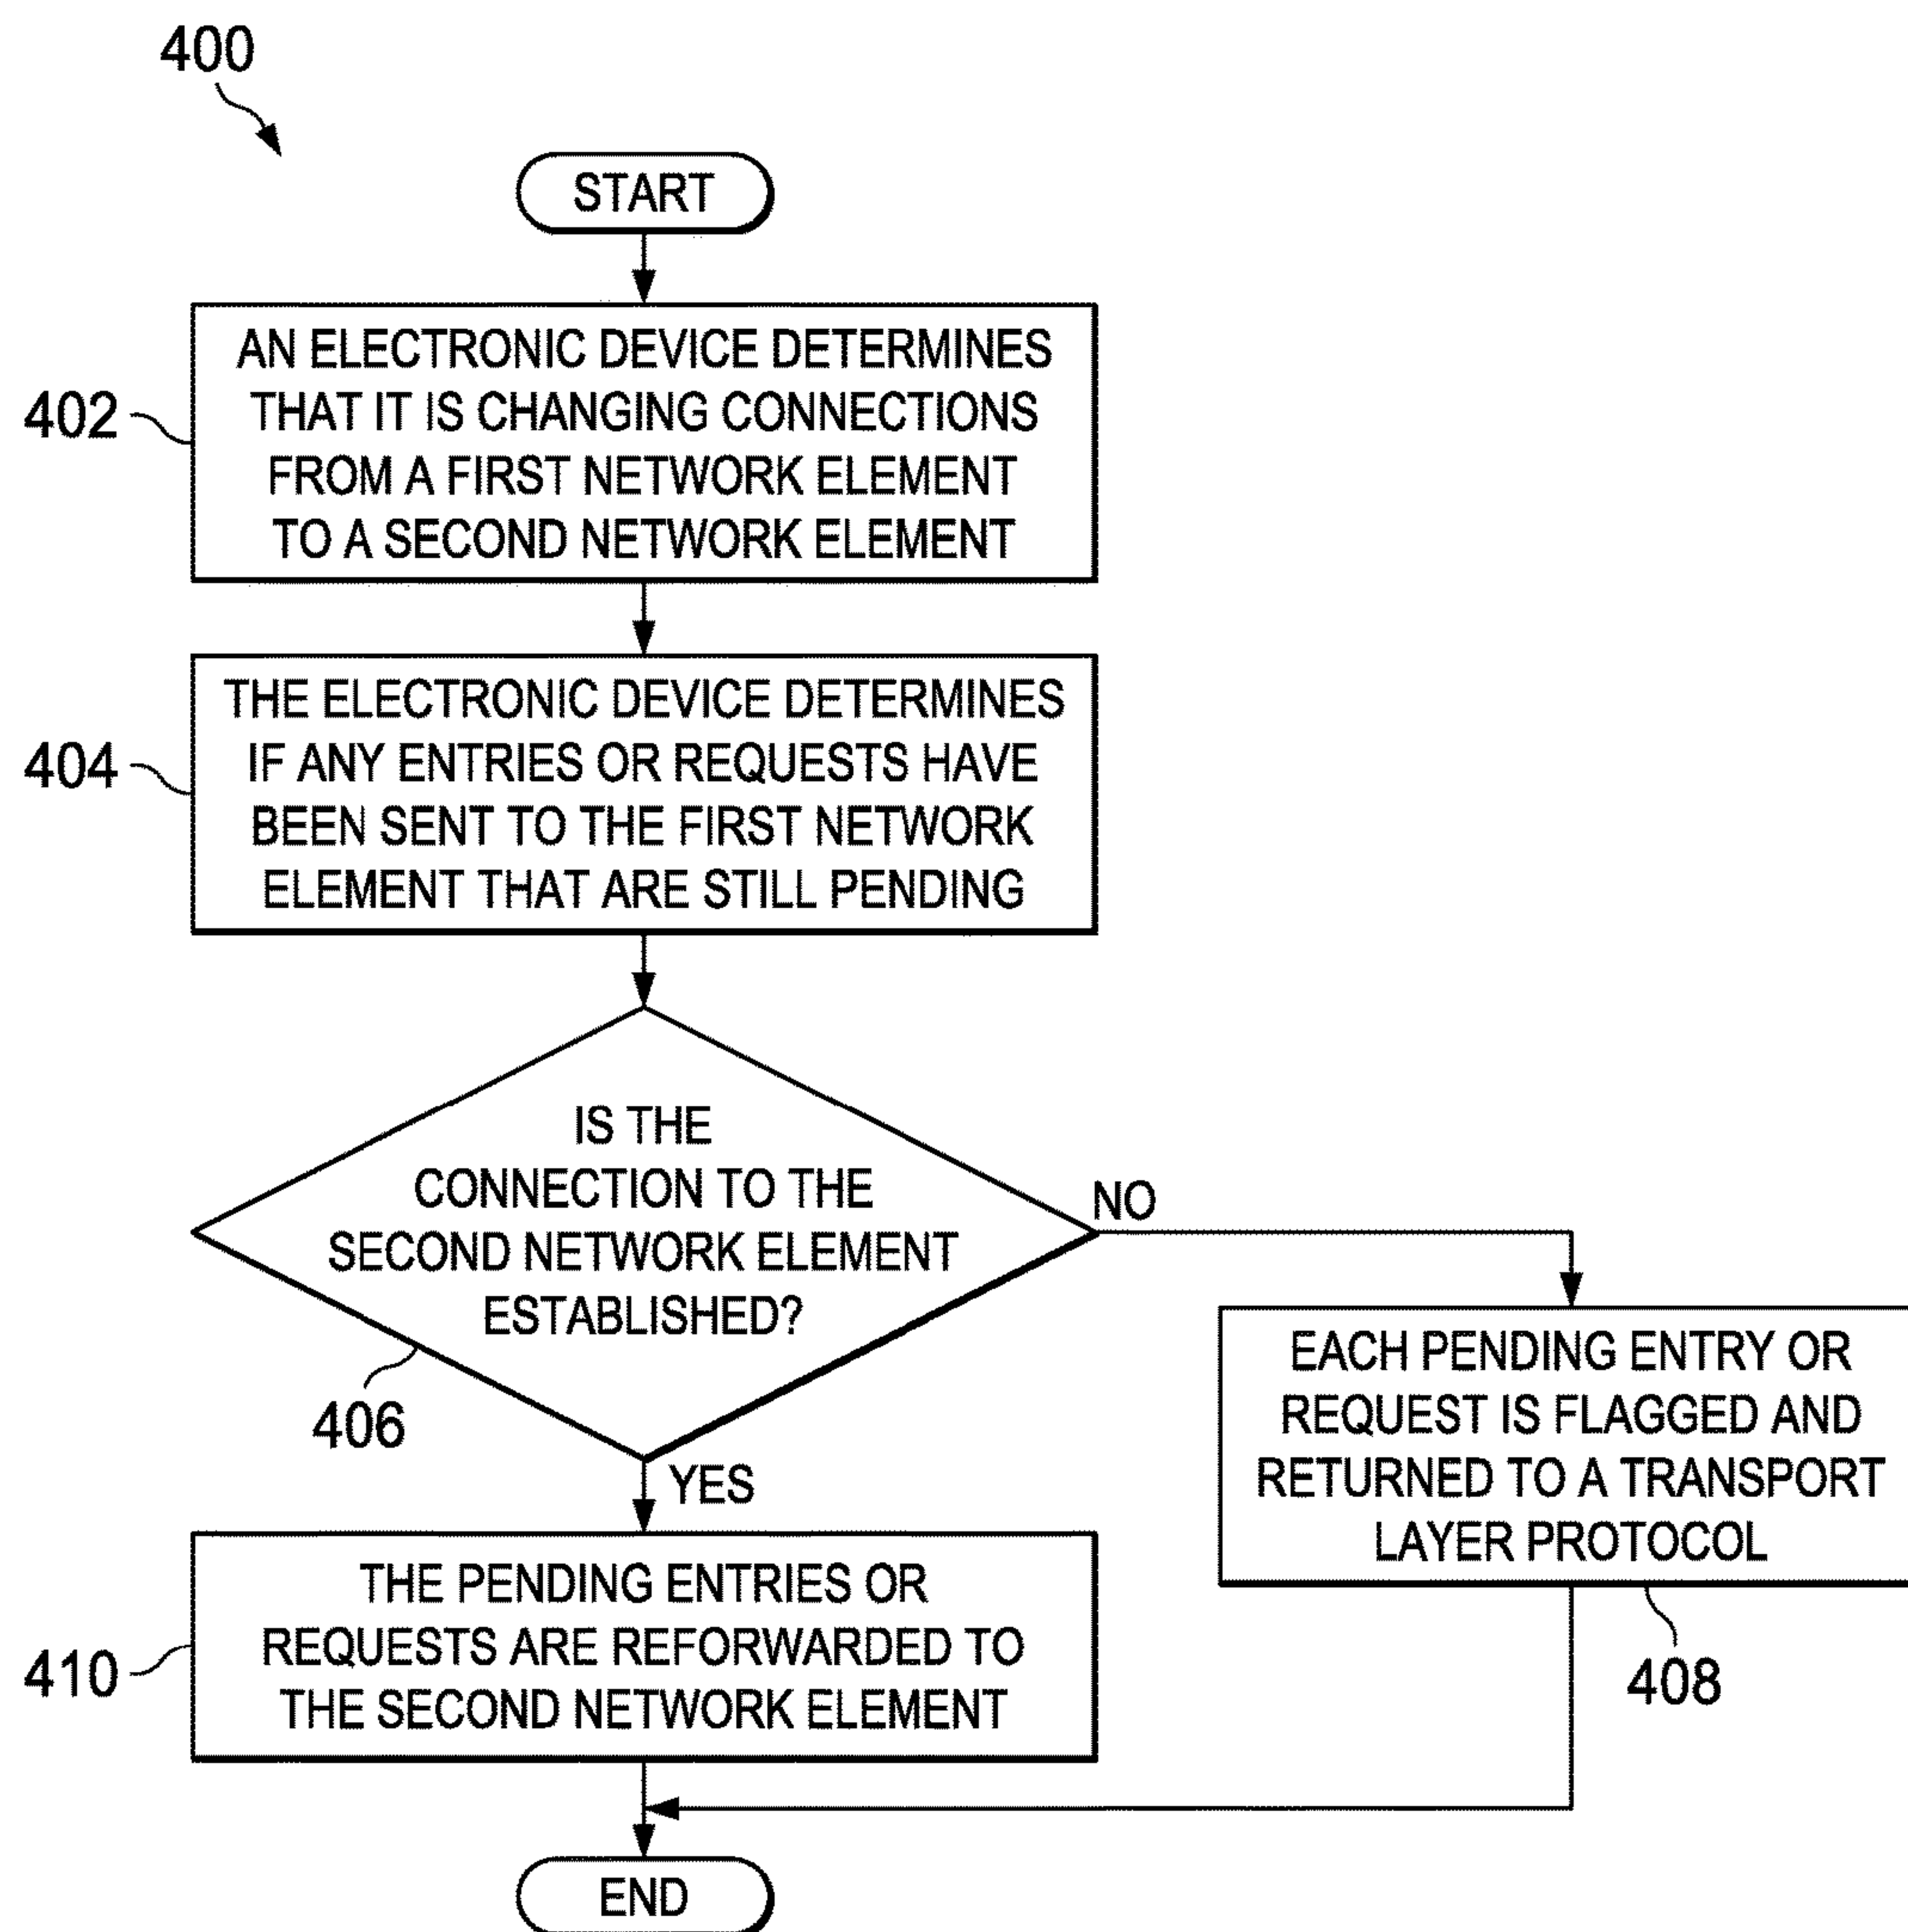 400
START
402
AN ELECTRONIC DEVICE DETERMINES
THAT IT IS CHANGING CONNECTIONS
FROM A FIRST NETWORK ELEMENT
TO A SECOND NETWORK ELEMENT
404
THE ELECTRONIC DEVICE DETERMINES
IF ANY ENTRIES OR REQUESTS HAVE
BEEN SENT TO THE FIRST NETWORK
ELEMENT THAT ARE STILL PENDING
IS THE
CONNECTION TO THE
SECOND NETWORK ELEMENT
ESTABLISHED?
406
NO
EACH PENDING ENTRY OR
REQUEST IS FLAGGED AND
RETURNED TO A TRANSPORT
LAYER PROTOCOL
408
YES
410
THE PENDING ENTRIES OR
REQUESTS ARE REFORWARDED TO
THE SECOND NETWORK ELEMENT
END